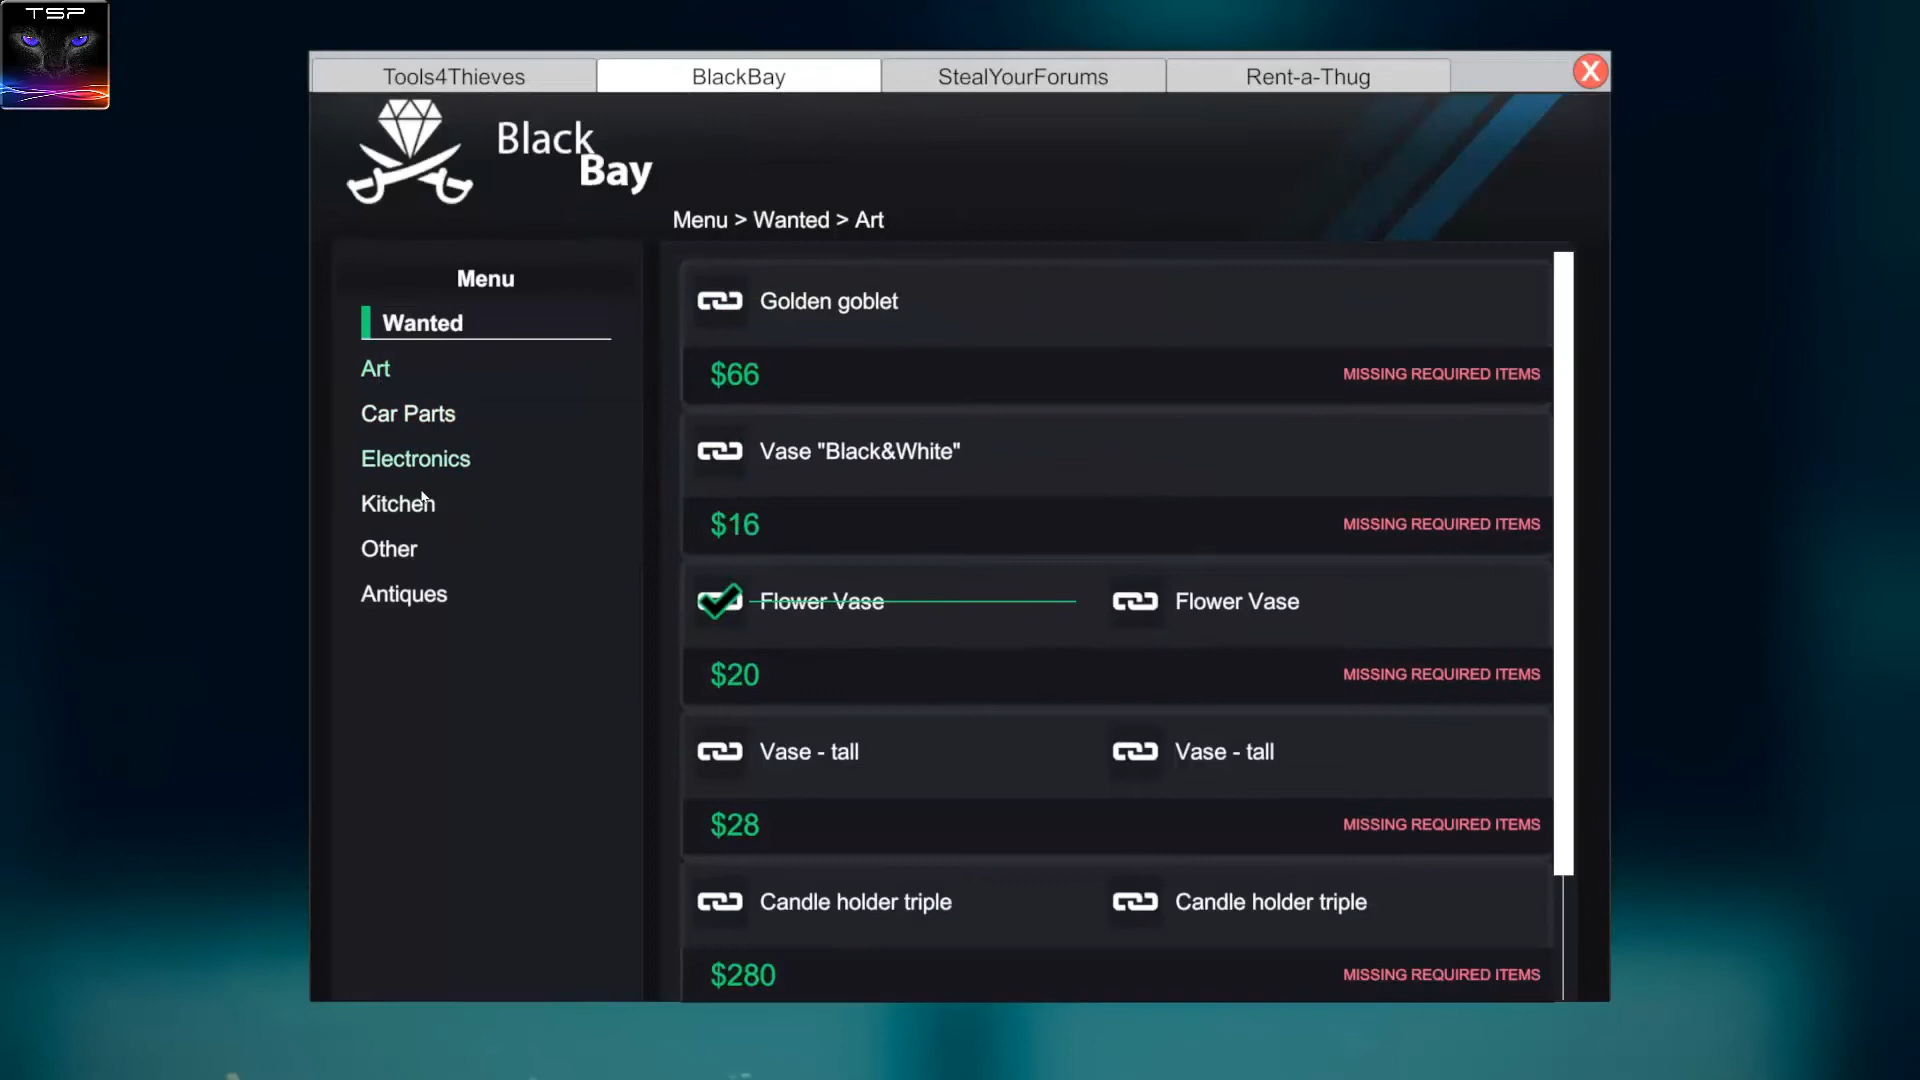 TSP
Tools4Thieves BlackBay StealYourForums Rent-a-Thug X
Black
Bay
Menu > Wanted > Art
Menu
Wanted
Art
Car Parts
Electronics
Kitchen
Other
Antiques
Golden goblet
$66 MISSING REQUIRED ITEMS
Vase "Black&White"
$16 MISSING REQUIRED ITEMS
Flower Vase Flower Vase
$20 MISSING REQUIRED ITEMS
Vase - tall Vase - tall
$28 MISSING REQUIRED ITEMS
Candle holder triple Candle holder triple
$280 MISSING REQUIRED ITEMS